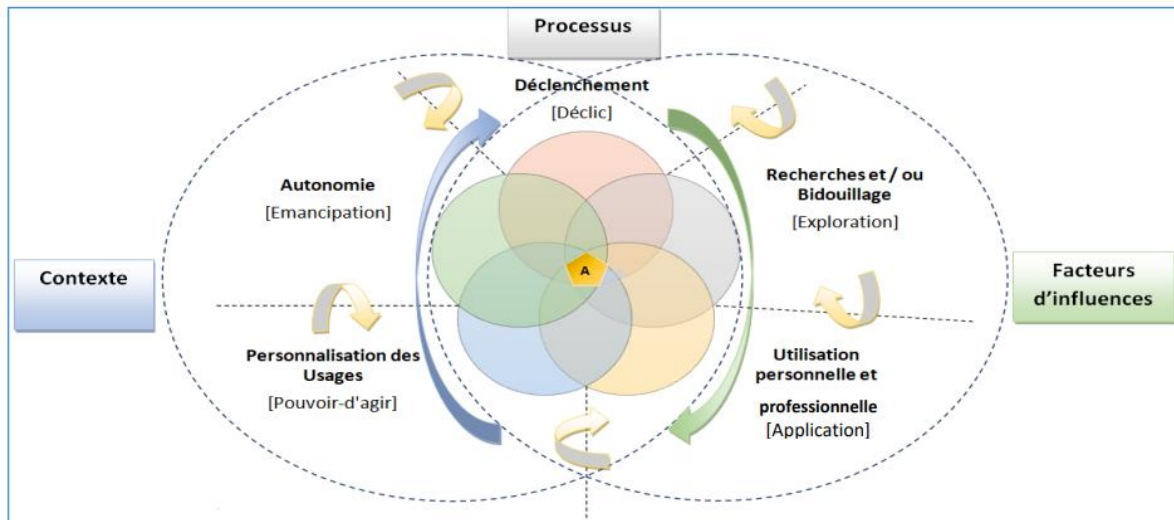 Processus
Déclenchement
[Déclic]
Autonomie
[Emancipation]
Recherches et / ou
Bidouillage
[Exploration]
Contexte
A
Facteurs
d'influences
Personnalisation des
Usages
[Pouvoir-d'agir]
Utilisation
personnelle et
professionnelle
[Application]